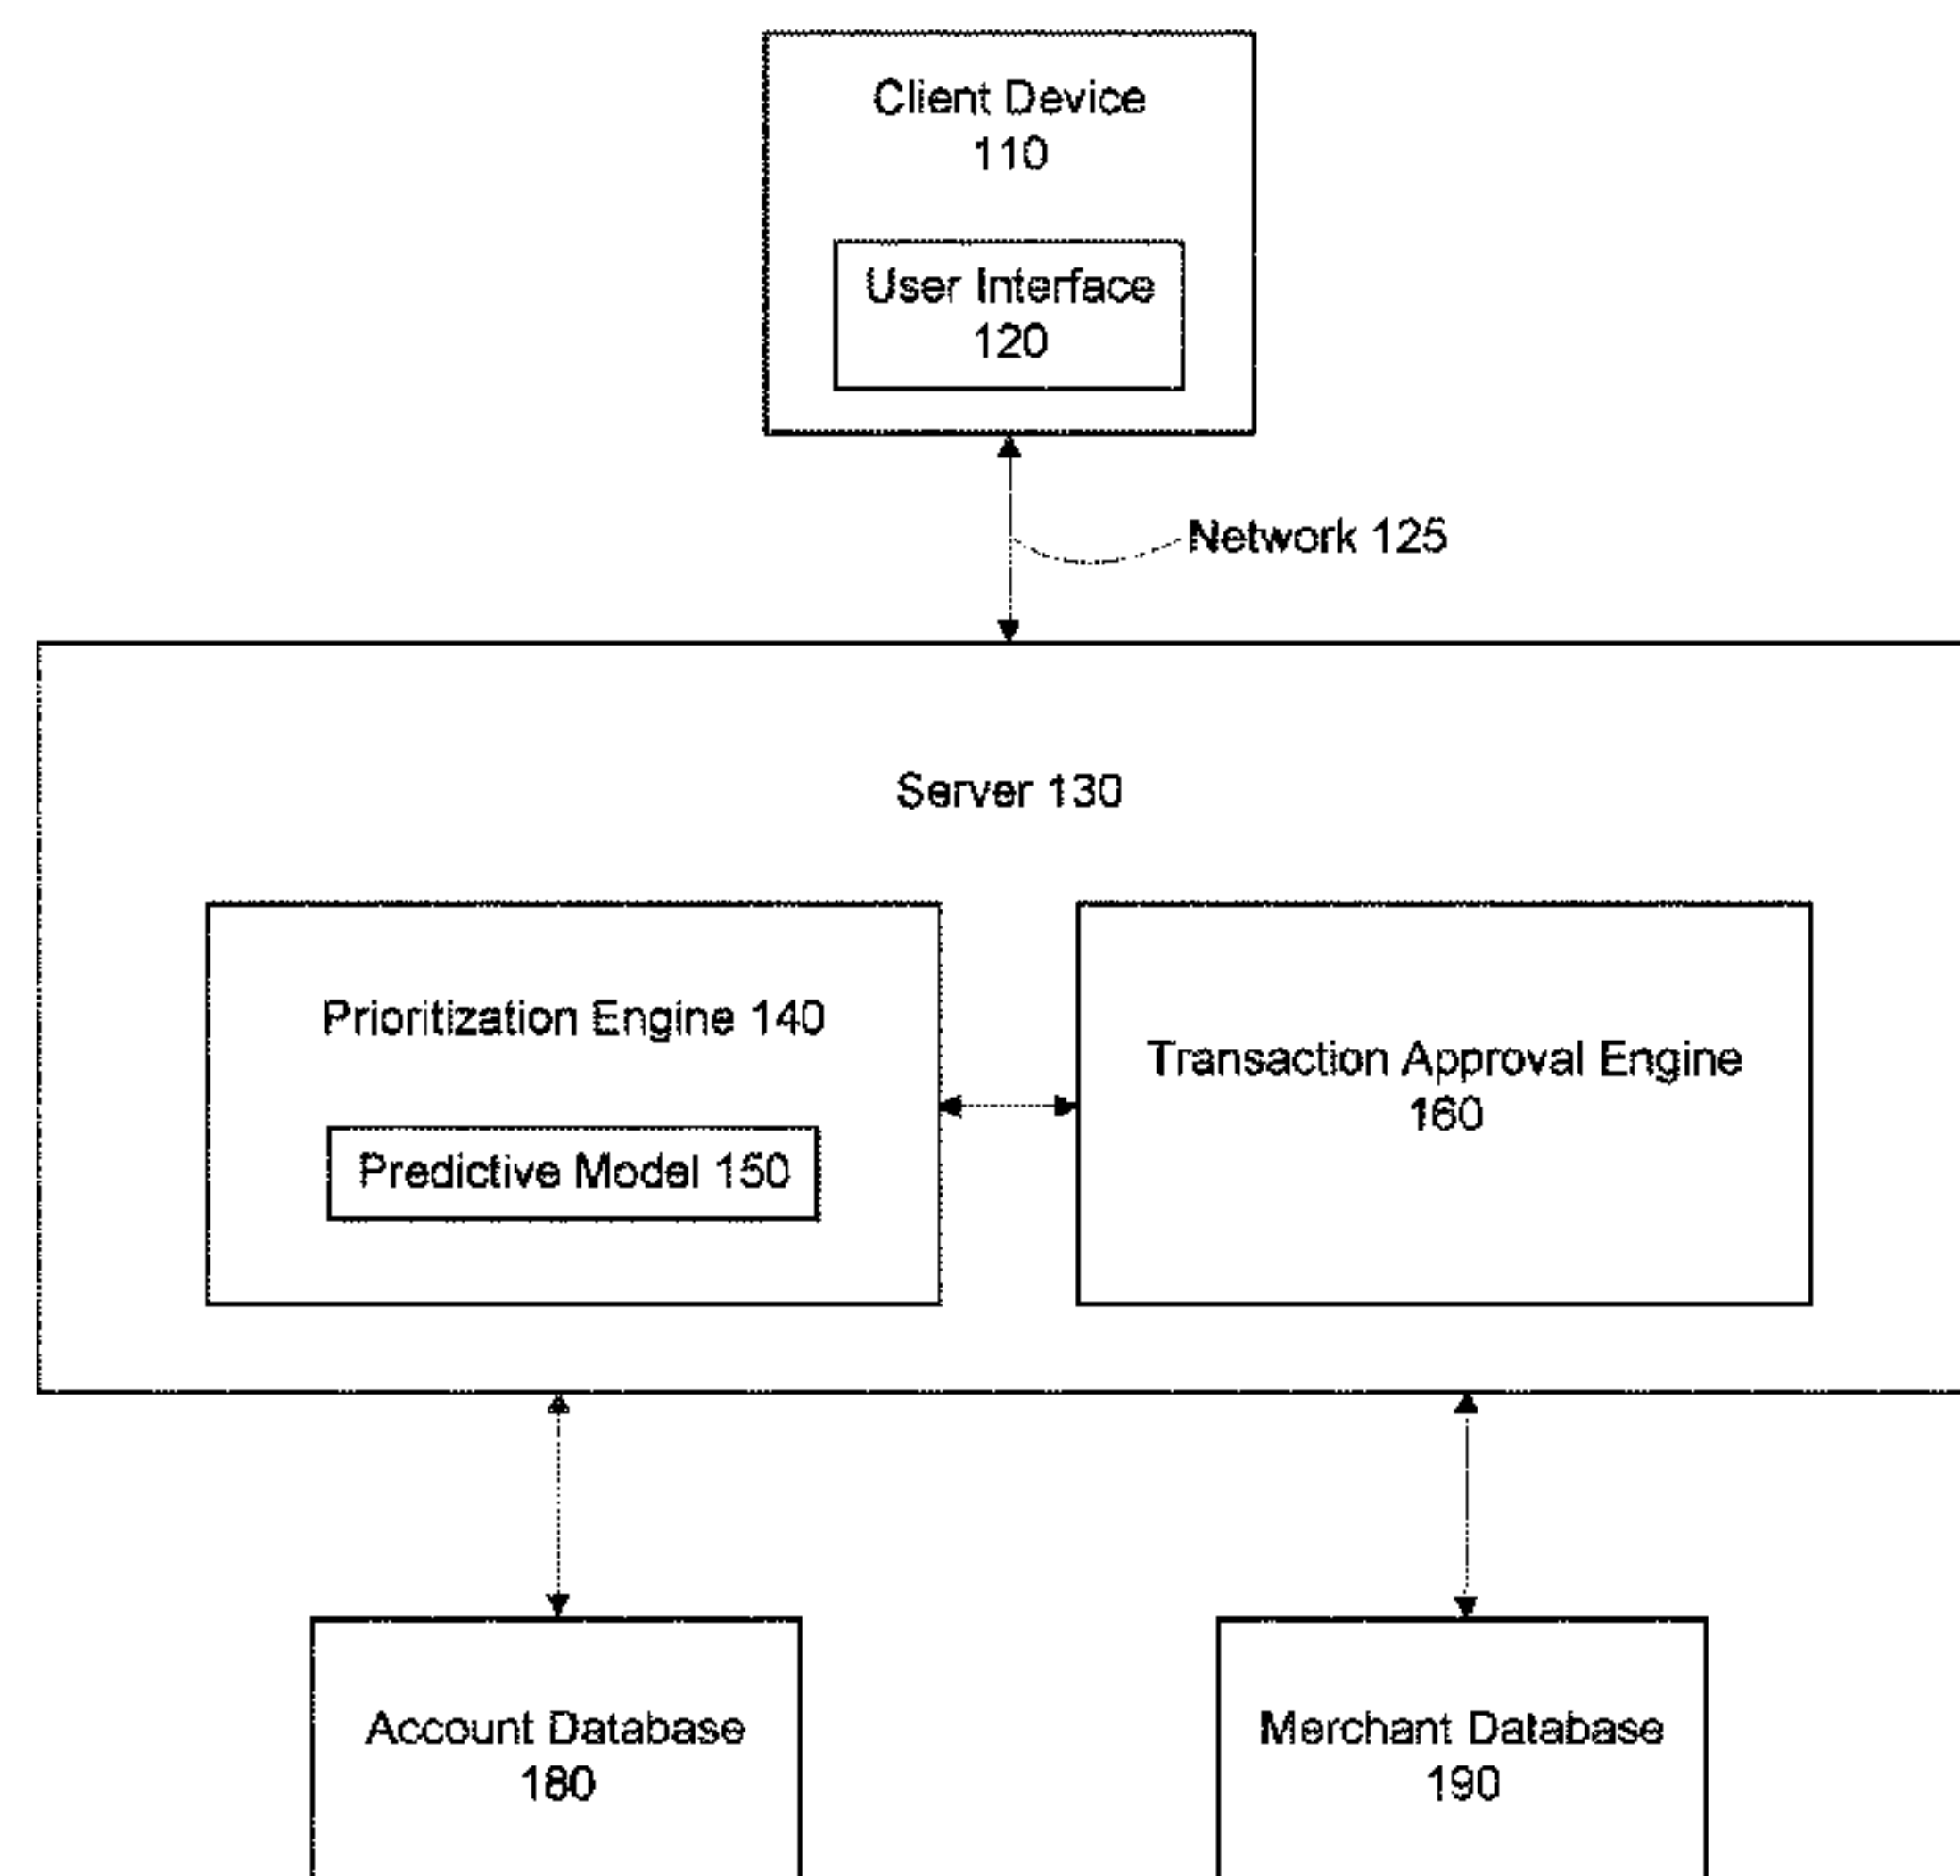 Client Device
110
User Interface
120
Network 125
Server 130
Prioritization Engine 140
Predictive Model 150
Transaction Approval Engine
160
Account Database
180
Merchant Database
190